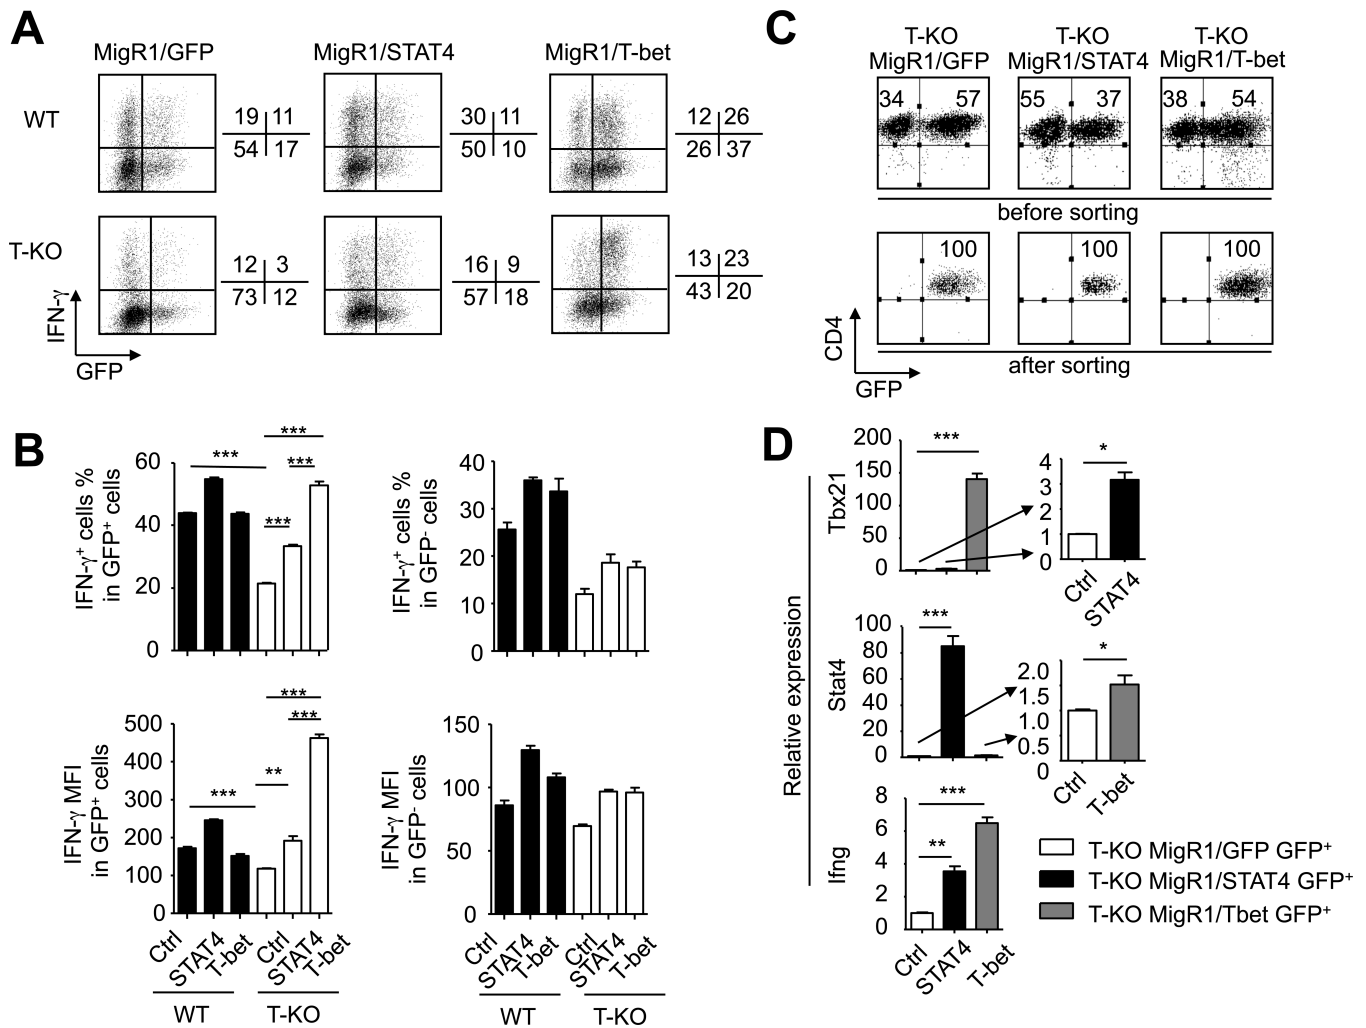 A
MigR1/GFP
MigR1/STAT4
MigR1/T-bet
WT
19 11
54 17
30 11
50 10
12 26
26 37
T-KO
12 3
73 12
16 9
57 18
13 23
43 20
IFN-γ
GFP
B
IFN-γ+ cells %
in GFP+ cells
60
40
20
0
***
***
***
***
IFN-γ+ cells %
in GFP- cells
40
30
20
10
0
IFN-γ MFI
in GFP+ cells
500
400
300
200
100
0
***
**
***
***
IFN-γ MFI
in GFP- cells
150
100
50
0
Ctrl
STAT4
T-bet
Ctrl
STAT4
T-bet
WT
T-KO
Ctrl
STAT4
T-bet
Ctrl
STAT4
T-bet
WT
T-KO
C
T-KO
MigR1/GFP
T-KO
MigR1/STAT4
T-KO
MigR1/T-bet
34 57
55 37
38 54
before sorting
100
100
100
after sorting
CD4
GFP
D
Relative expression
Tbx21
200
150
100
50
0
***
4
3
2
1
0
*
Ctrl
STAT4
Stat4
100
80
60
40
20
0
***
2.0
1.5
1.0
0.5
0
*
Ctrl
T-bet
Ifng
8
6
4
2
0
***
**
Ctrl
STAT4
T-bet
T-KO MigR1/GFP GFP+
T-KO MigR1/STAT4 GFP+
T-KO MigR1/Tbet GFP+